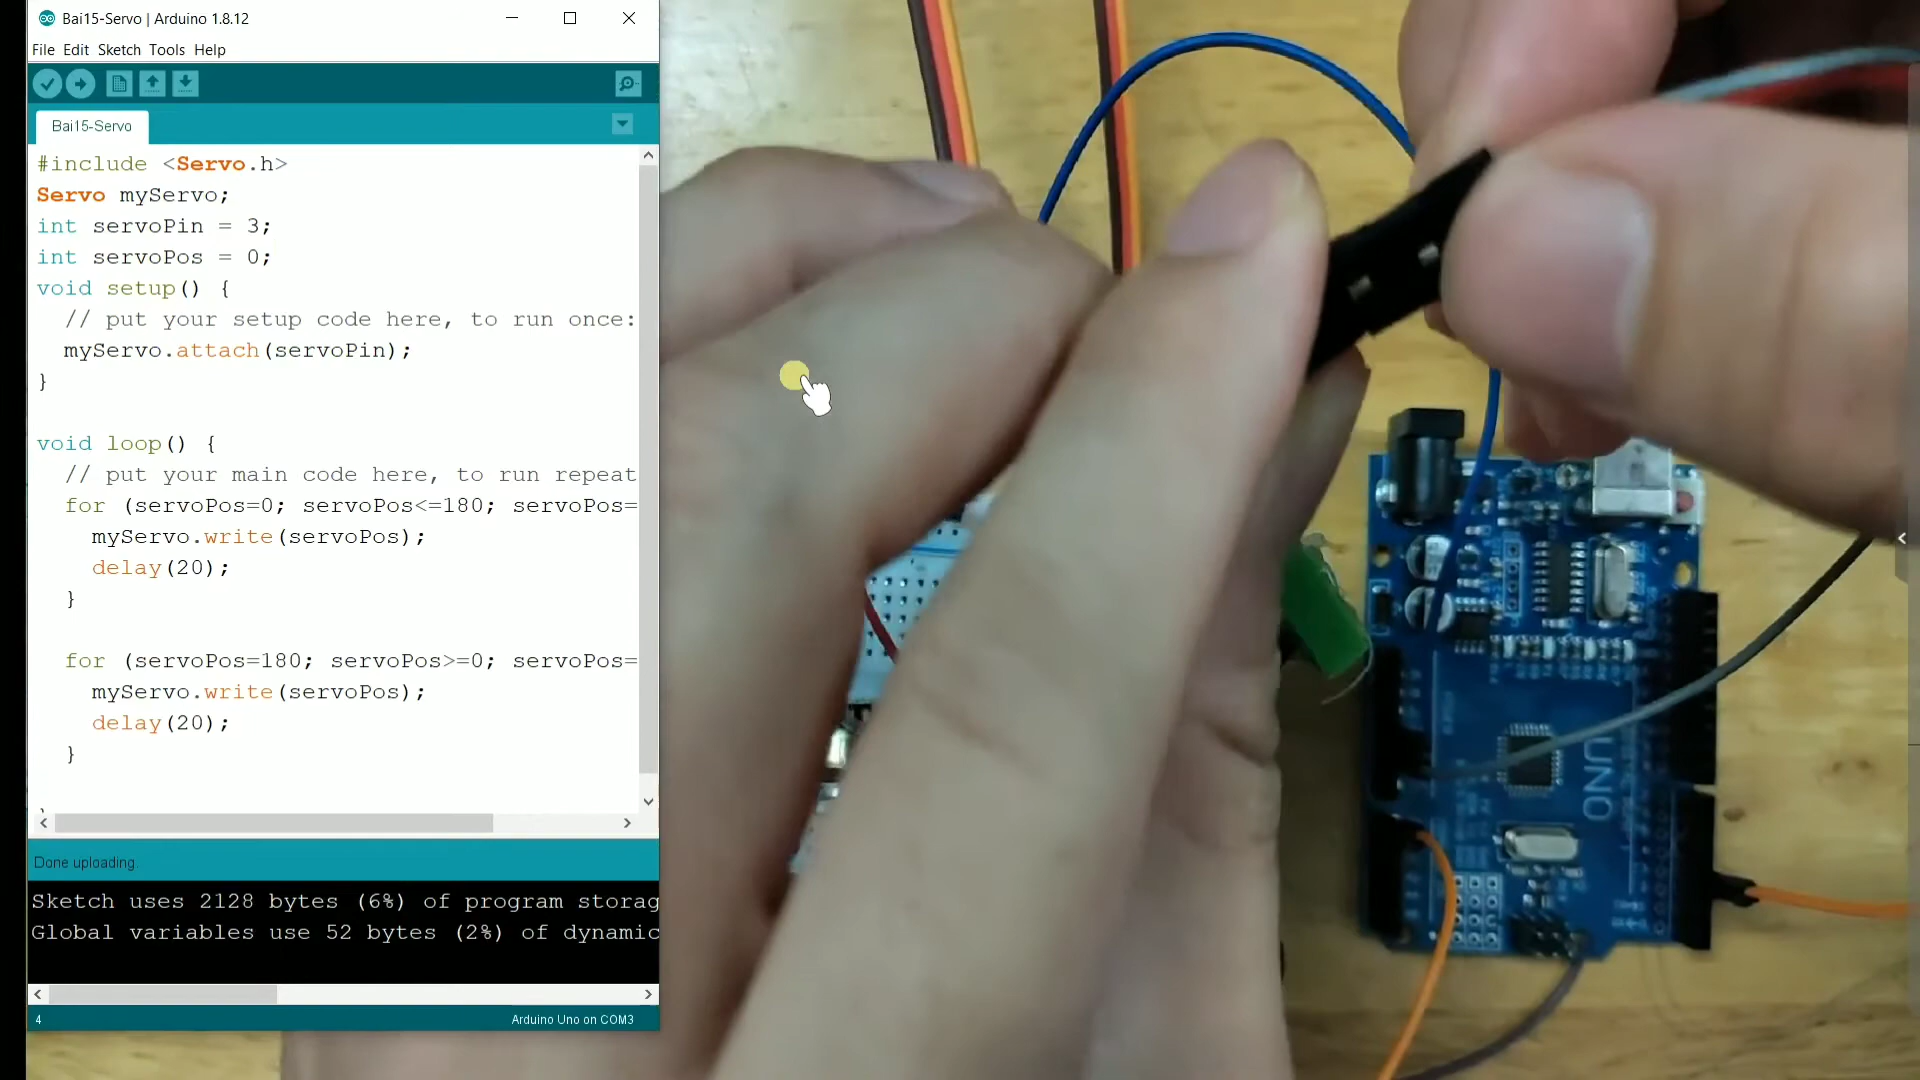 Bai15-Servo | Arduino 1.8.12
File Edit Sketch Tools Help
Bai15-Servo
#include <Servo.h>
Servo myServo;
int servoPin = 3;
int servoPos = 0;
void setup() {
// put your setup code here, to run once:
myServo.attach(servoPin);
}
void loop() {
// put your main code here, to run repeat
for (servoPos=0; servoPos<=180; servoPos=
myServo.write(servoPos);
delay(20);
}
for (servoPos=180; servoPos>=0; servoPos=
myServo.write(servoPos);
delay(20);
}
Done uploading.
Sketch uses 2128 bytes (6%) of program storag
Global variables use 52 bytes (2%) of dynamic
4
Arduino Uno on COM3
UNO